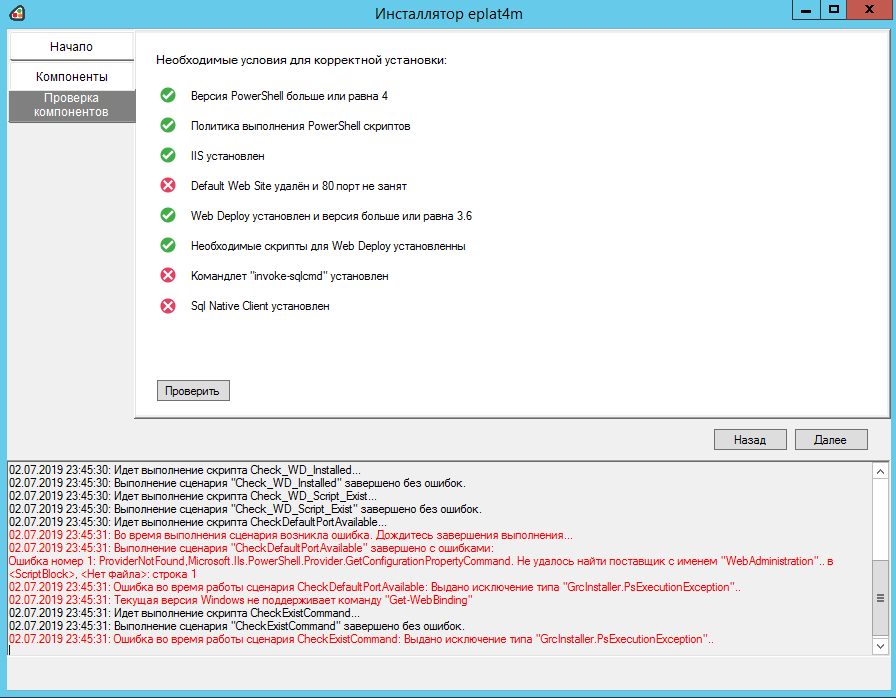 Инсталлятор eplat4m
Начало
Компоненты
Проверка
компонентов
Необходимые условия для корректной установки:
Версия PowerShell больше или равна 4
Политика выполнения PowerShell скриптов
IIS установлен
Default Web Site удалён и 80 порт не занят
Web Deploy установлен и версия больше или равна 3.6
Необходимые скрипты для Web Deploy установленны
Командлет "invoke-sqlcmd" установлен
Sql Native Client установлен
Проверить
Назад
Далее
02.07.2019 23:45:30: Идет выполнение скрипта Check_WD_Installed...
02.07.2019 23:45:30: Выполнение сценария "Check_WD_Installed" завершено без ошибок.
02.07.2019 23:45:30: Идет выполнение скрипта Check_WD_Script_Exist...
02.07.2019 23:45:30: Выполнение сценария "Check_WD_Script_Exist" завершено без ошибок.
02.07.2019 23:45:30: Идет выполнение скрипта CheckDefaultPortAvailable...
02.07.2019 23:45:31: Во время выполнения сценария возникла ошибка. Дождитесь завершения выполнения...
02.07.2019 23:45:31: Выполнение сценария "CheckDefaultPortAvailable" завершено с ошибками:
Ошибка номер 1: ProviderNotFound,Microsoft.IIs.PowerShell.Provider.GetConfigurationPropertyCommand. Не удалось найти поставщик с именем "WebAdministration".. в
<ScriptBlock>, <Нет файла>: строка 1
02.07.2019 23:45:31: Ошибка во время работы сценария CheckDefaultPortAvailable: Выдано исключение типа "GrcInstaller.PsExecutionException"..
02.07.2019 23:45:31: Текущая версия Windows не поддерживает команду "Get-WebBinding"
02.07.2019 23:45:31: Идет выполнение скрипта CheckExistCommand...
02.07.2019 23:45:31: Выполнение сценария "CheckExistCommand" завершено без ошибок.
02.07.2019 23:45:31: Ошибка во время работы сценария CheckExistCommand: Выдано исключение типа "GrcInstaller.PsExecutionException"..